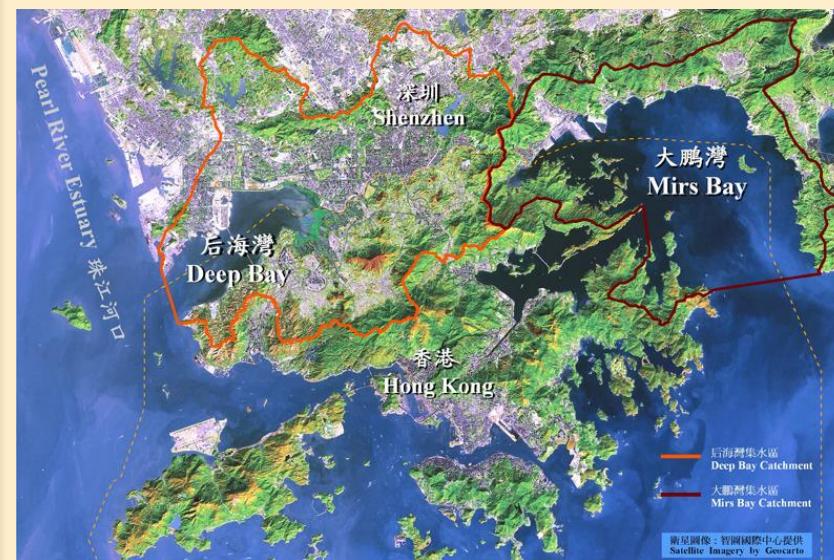 Pearl River Estuary 珠江河口
深圳
Shenzhen
大鵬灣
Mirs Bay
后海灣
Deep Bay
香港
Hong Kong
后海灣集水區
Deep Bay Catchment
大鵬灣集水區
Mirs Bay Catchment
衛星圖像：智圖國際中心提供
Satellite Imagery by Geocarto